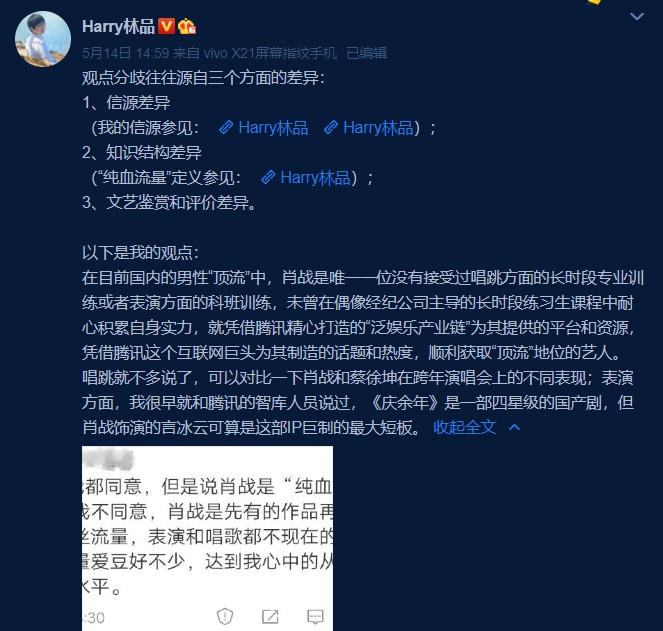 Harry林品
5月14日 14:59 来自 vivo X21屏幕指纹手机 已编辑
观点分歧往往源自三个方面的差异：
1、信源差异
（我的信源参见： Harry林品 Harry林品）；
2、知识结构差异
（“纯血流量”定义参见： Harry林品）；
3、文艺鉴赏和评价差异。
以下是我的观点：
在目前国内的男性“顶流”中，肖战是唯一一位没有接受过唱跳方面的长时段专业训
练或者表演方面的科班训练，未曾在偶像经纪公司主导的长时段练习生课程中耐
心积累自身实力，就凭借腾讯精心打造的“泛娱乐产业链”为其提供的平台和资源，
凭借腾讯这个互联网巨头为其制造的话题和热度，顺利获取“顶流”地位的艺人。
唱跳就不多说了，可以对比一下肖战和蔡徐坤在跨年演唱会上的不同表现；表演
方面，我很早就和腾讯的智库人员说过，《庆余年》是一部四星级的国产剧，但
肖战饰演的言冰云可算是这部IP巨制的最大短板。 收起全文
都同意，但是说肖战是“纯血
我不同意，肖战是先有的作品再
丝流量，表演和唱歌都不现在的
量爱豆好不少，达到我心中的从
水平。
:30